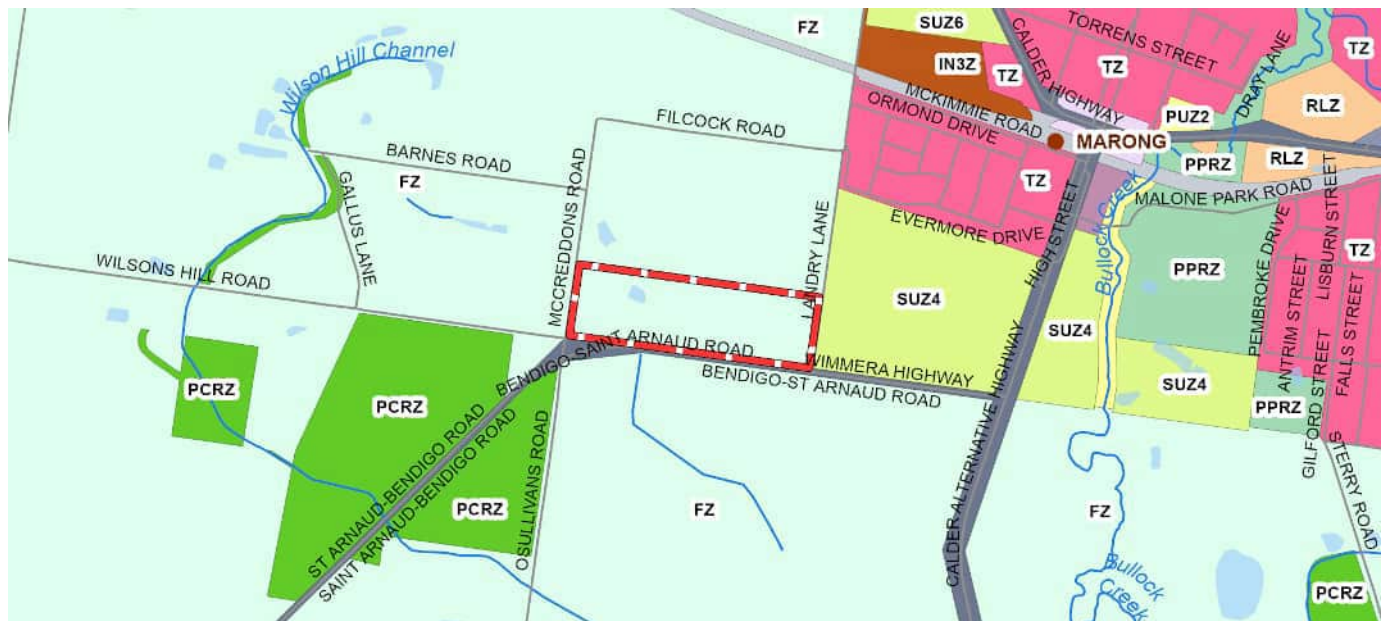 FZ
SUZ6
CALDER HIGHWAY
TORRENS STREET
TZ
Wilson Hill Channel
IN3Z
TZ
TZ
DRAY LANE
MCKIMMIE ROAD
RLZ
FILCOCK ROAD
ORMOND DRIVE
PUZ2
MARONG
BARNES ROAD
PPRZ
RLZ
FZ
TZ
MALONE PARK ROAD
GALLUS LANE
MCCREDDONS ROAD
LANDRY LANE
EVERMORE DRIVE
HIGH STREET
Bullock Creek
PPRZ
PEMBROKE DRIVE
LISBURN STREET
TZ
WILSONS HILL ROAD
SUZ4
ANTRIM STREET
FALLS STREET
BENDIGO-SAINT ARNAUD ROAD
WIMMERA HIGHWAY
BENDIGO-ST ARNAUD ROAD
SUZ4
SUZ4
PCRZ
PCRZ
PPRZ
GILFORD STREET
ST ARNAUD-BENDIGO ROAD
SAINT ARNAUD-BENDIGO ROAD
OSULLIVANS ROAD
CALDER ALTERNATIVE HIGHWAY
S TERRY ROAD
PCRZ
FZ
FZ
Bullock Creek
PCRZ